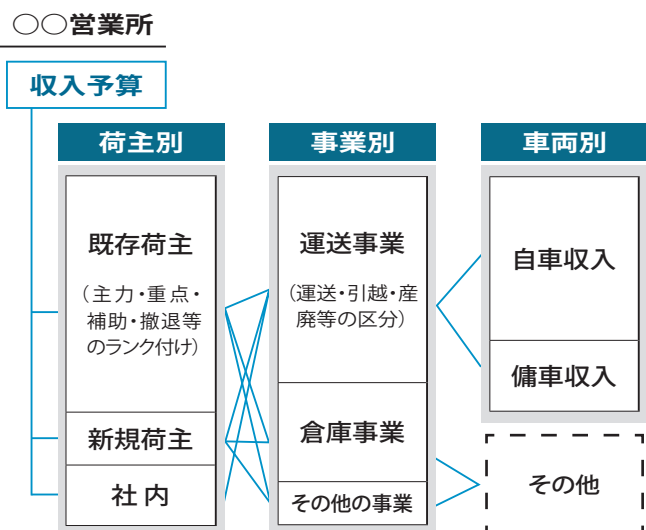 ○○営業所
収入予算
荷主別
既存荷主
(主力・重点・
補助・撤退等
のランク付け)
新規荷主
社内
事業別
運送事業
(運送・引越・産
廃等の区分)
倉庫事業
その他の事業
車両別
自車収入
傭車収入
その他